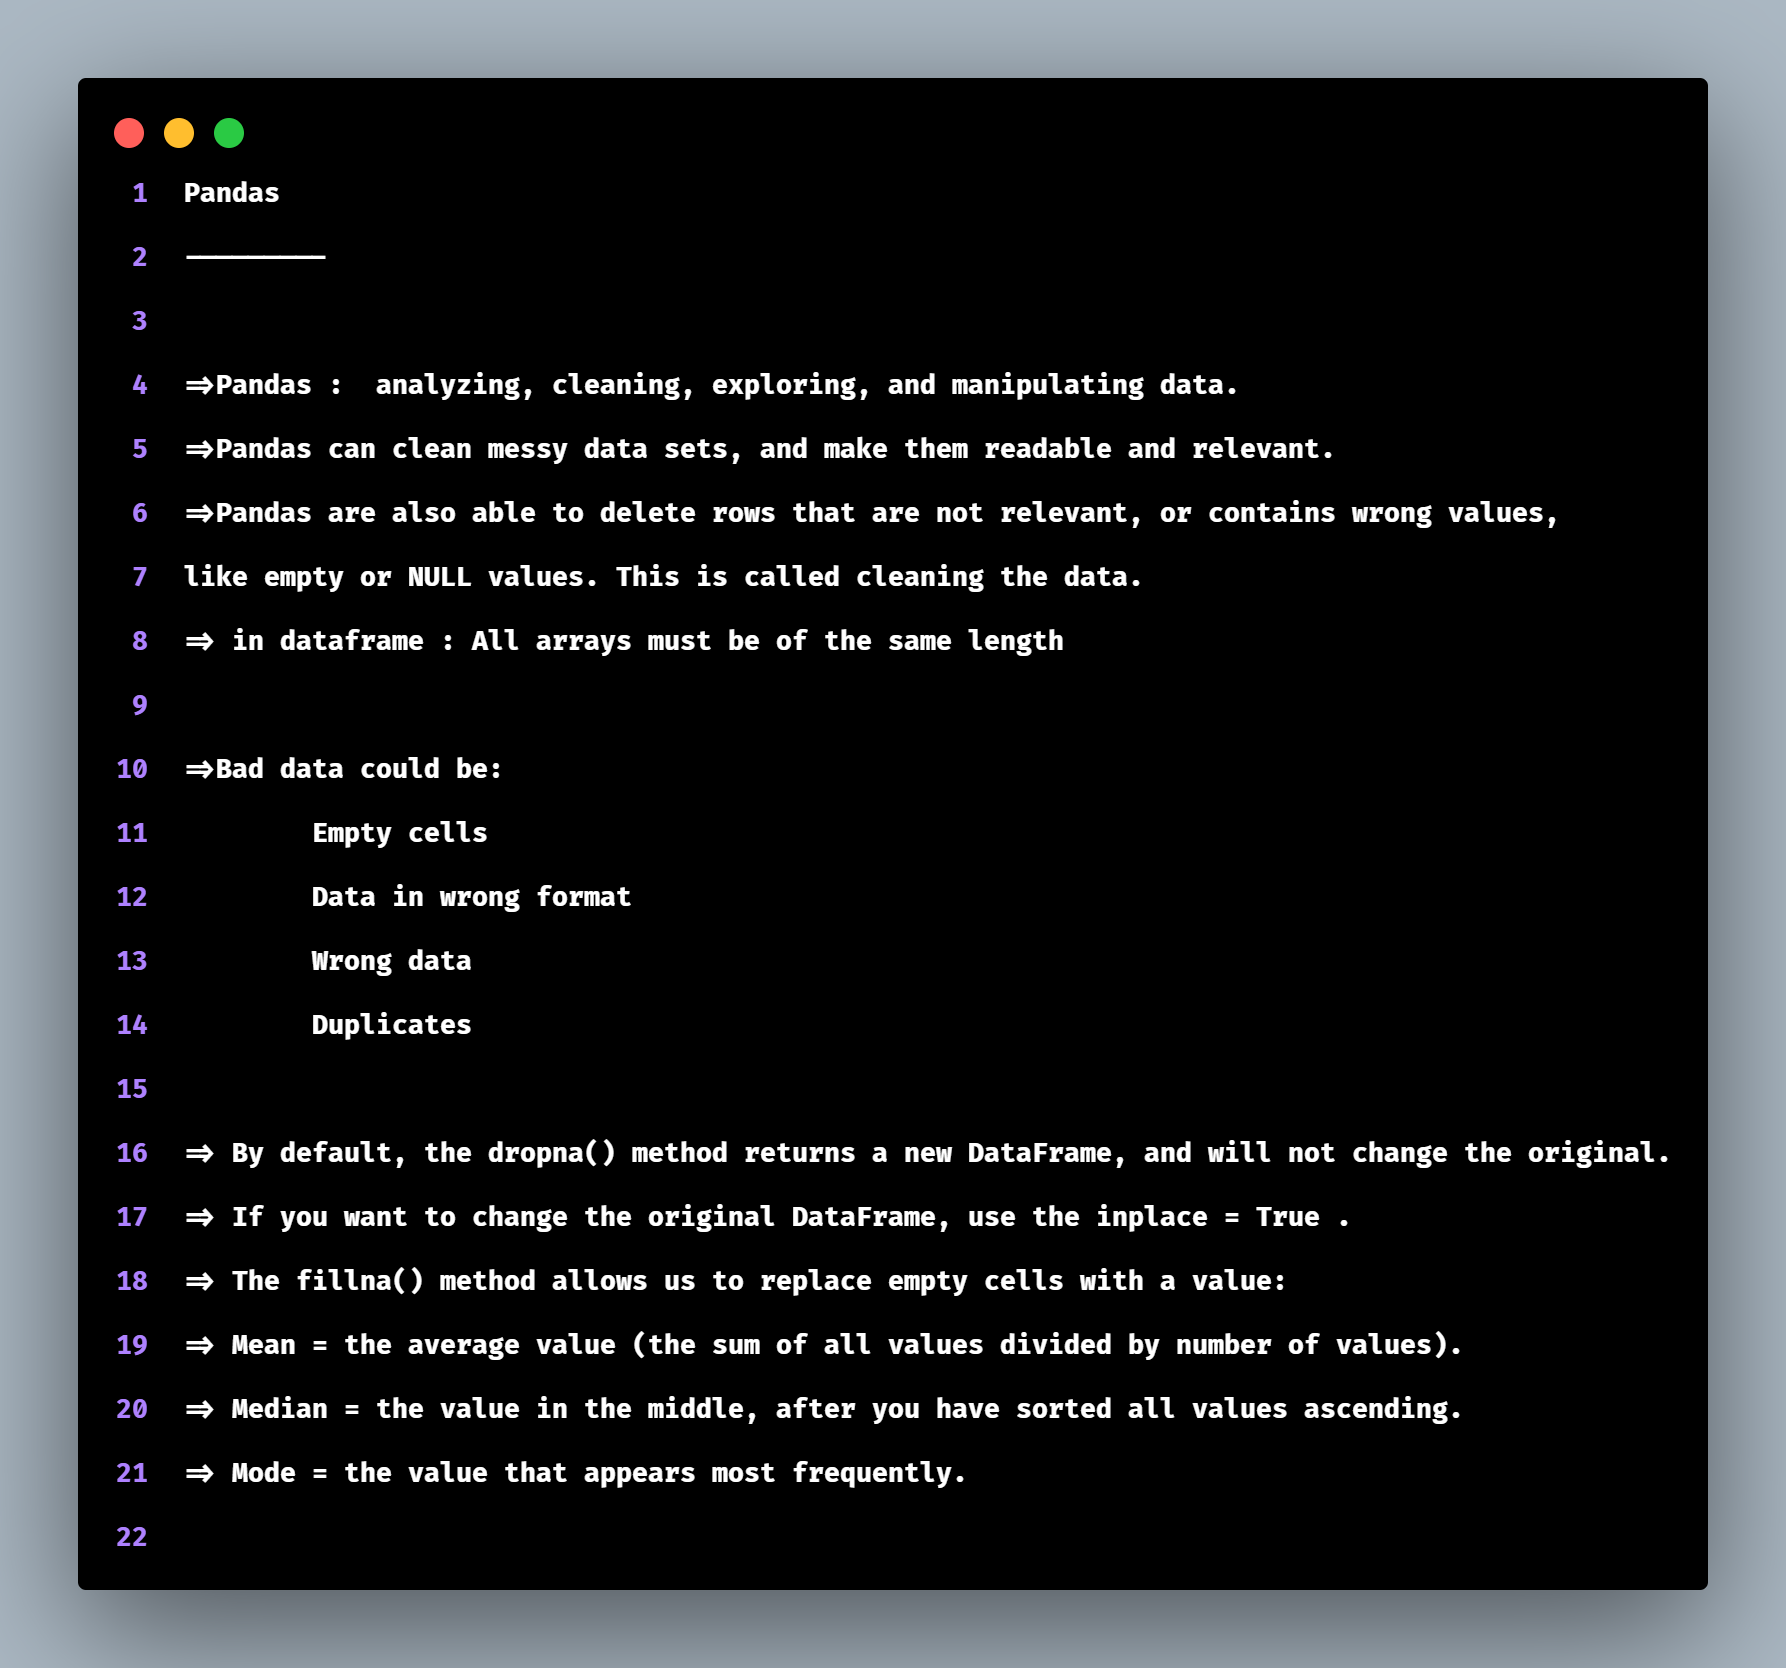 1 Pandas
2 ---------
3
4 =>Pandas :  analyzing, cleaning, exploring, and manipulating data.
5 =>Pandas can clean messy data sets, and make them readable and relevant.
6 =>Pandas are also able to delete rows that are not relevant, or contains wrong values,
7 like empty or NULL values. This is called cleaning the data.
8 => in dataframe : All arrays must be of the same length
9
10 =>Bad data could be:
11         Empty cells
12         Data in wrong format
13         Wrong data
14         Duplicates
15
16 => By default, the dropna() method returns a new DataFrame, and will not change the original.
17 => If you want to change the original DataFrame, use the inplace = True .
18 => The fillna() method allows us to replace empty cells with a value:
19 => Mean = the average value (the sum of all values divided by number of values).
20 => Median = the value in the middle, after you have sorted all values ascending.
21 => Mode = the value that appears most frequently.
22